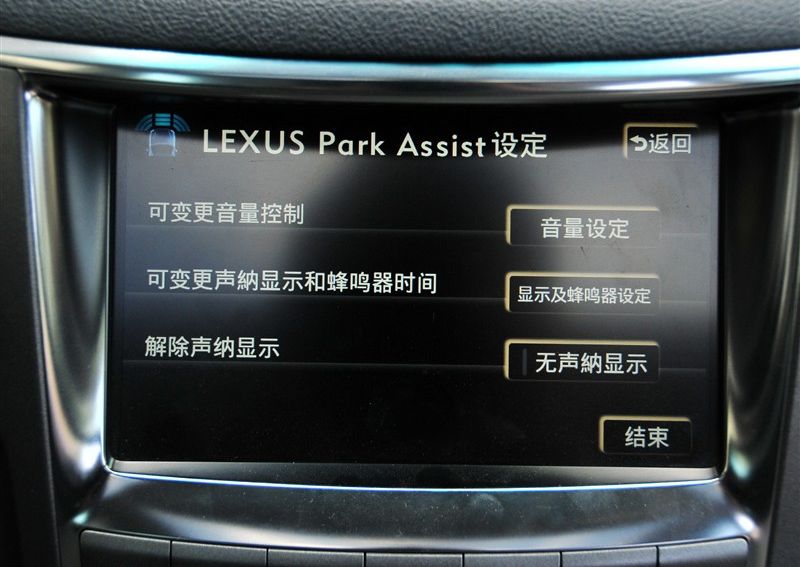 LEXUS Park Assist设定
返回
可变更音量控制
音量设定
可变更声納显示和蜂鸣器时间
显示及蜂鸣器设定
解除声纳显示
无声納显示
结束